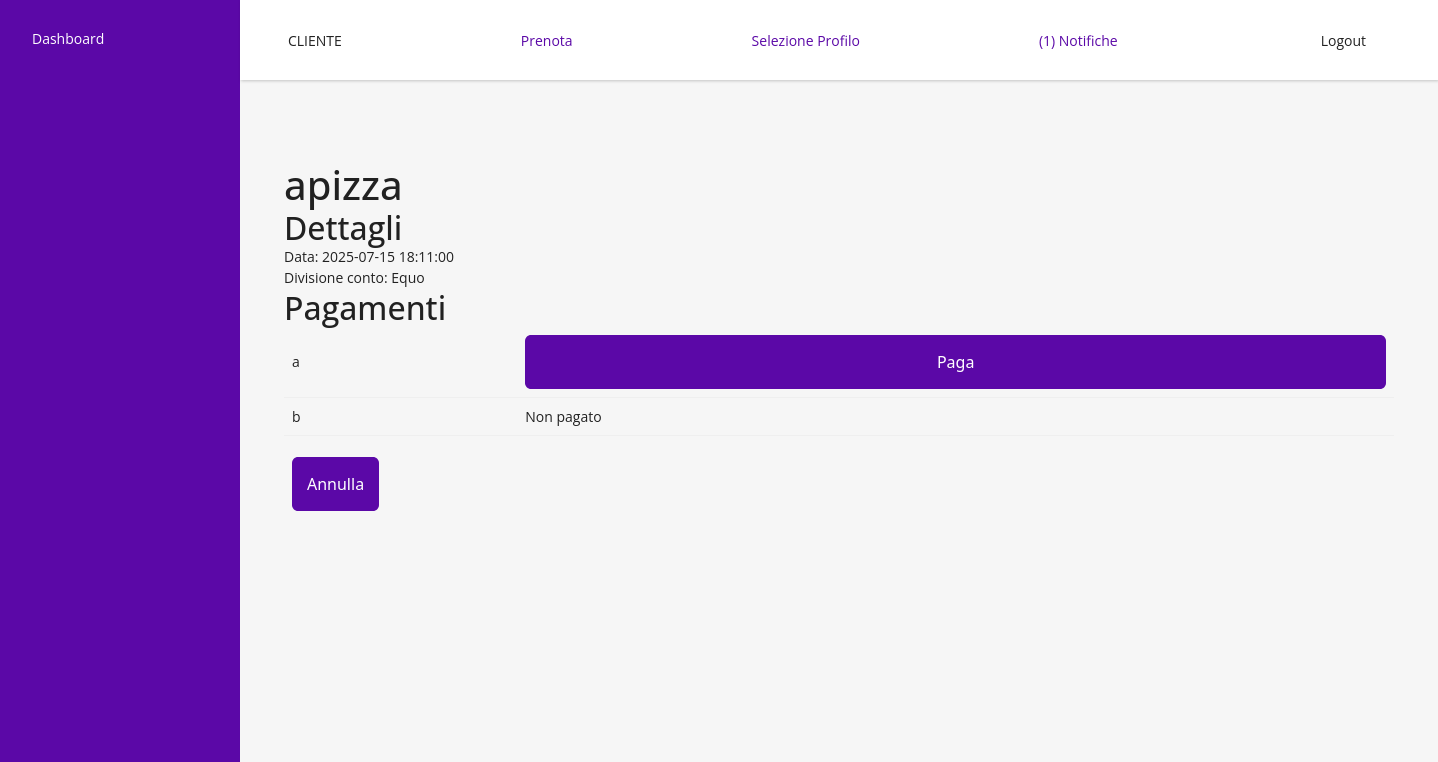 Dashboard
CLIENTE Prenota Selezione Profilo (1) Notifiche Logout
apizza
Dettagli
Data: 2025-07-15 18:11:00
Divisione conto: Equo
Pagamenti
a Paga
b Non pagato
Annulla